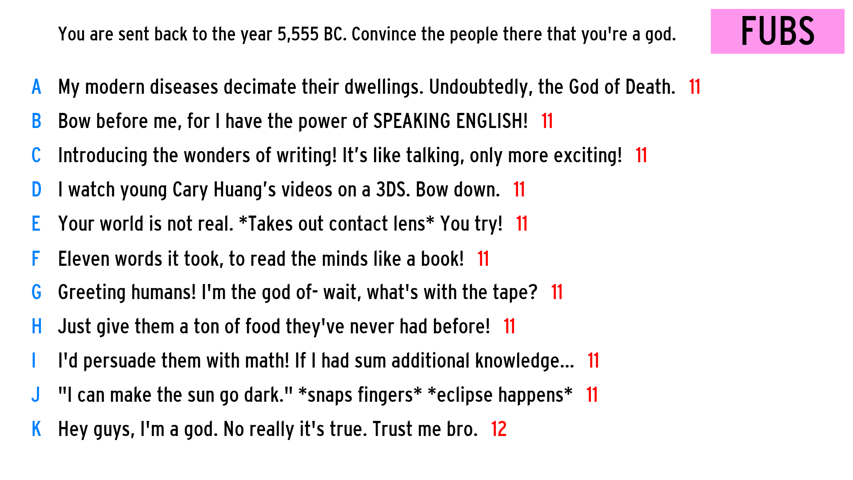 You are sent back to the year 5,555 BC. Convince the people there that you're a god.
FUBS
A My modern diseases decimate their dwellings. Undoubtedly, the God of Death. 11
B Bow before me, for I have the power of SPEAKING ENGLISH! 11
C Introducing the wonders of writing! It’s like talking, only more exciting! 11
D I watch young Cary Huang’s videos on a 3DS. Bow down. 11
E Your world is not real. *Takes out contact lens* You try! 11
F Eleven words it took, to read the minds like a book! 11
G Greeting humans! I'm the god of- wait, what's with the tape? 11
H Just give them a ton of food they've never had before! 11
I I'd persuade them with math! If I had sum additional knowledge... 11
J "I can make the sun go dark." *snaps fingers* *eclipse happens* 11
K Hey guys, I'm a god. No really it's true. Trust me bro. 12